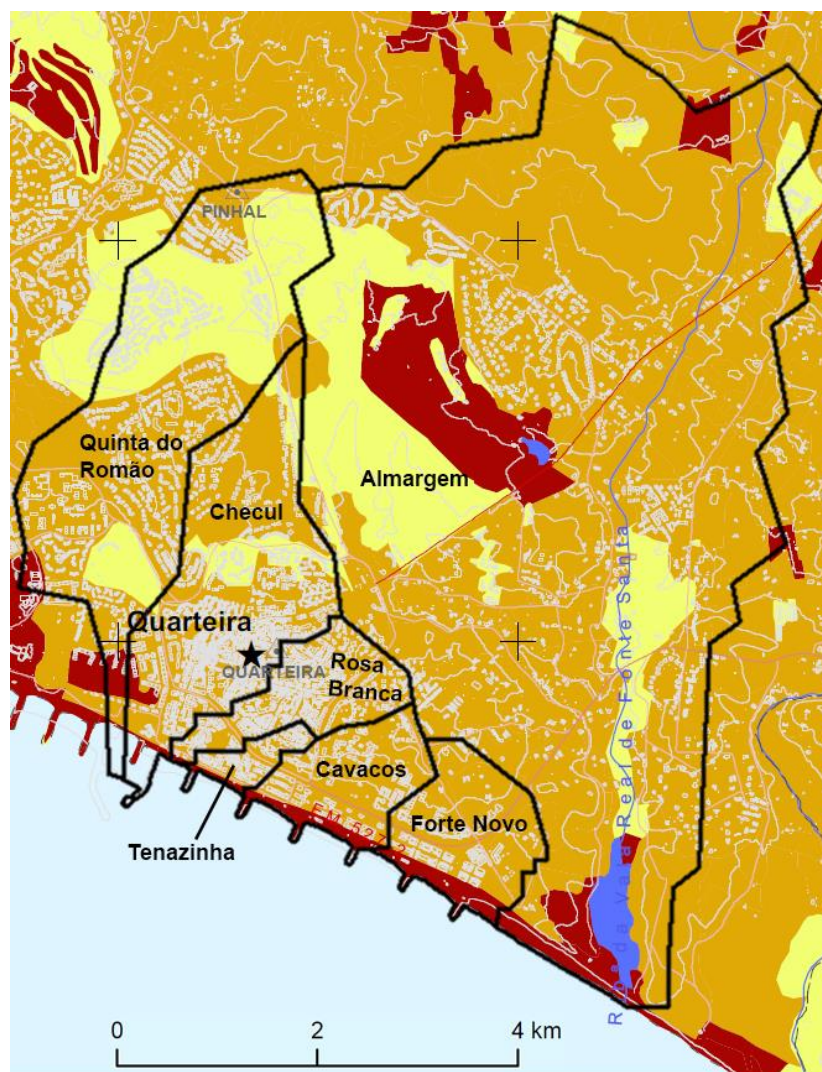 PINHAL
Quinta do
Romão
Checul
Almargem
Quarteira
QUARTEIRA
Rosa
Branca
Cavacos
Forte Novo
Tenazinha
EM 527-2
Rib.ª da Vala Real de Fonte Santa
0 2 4 km